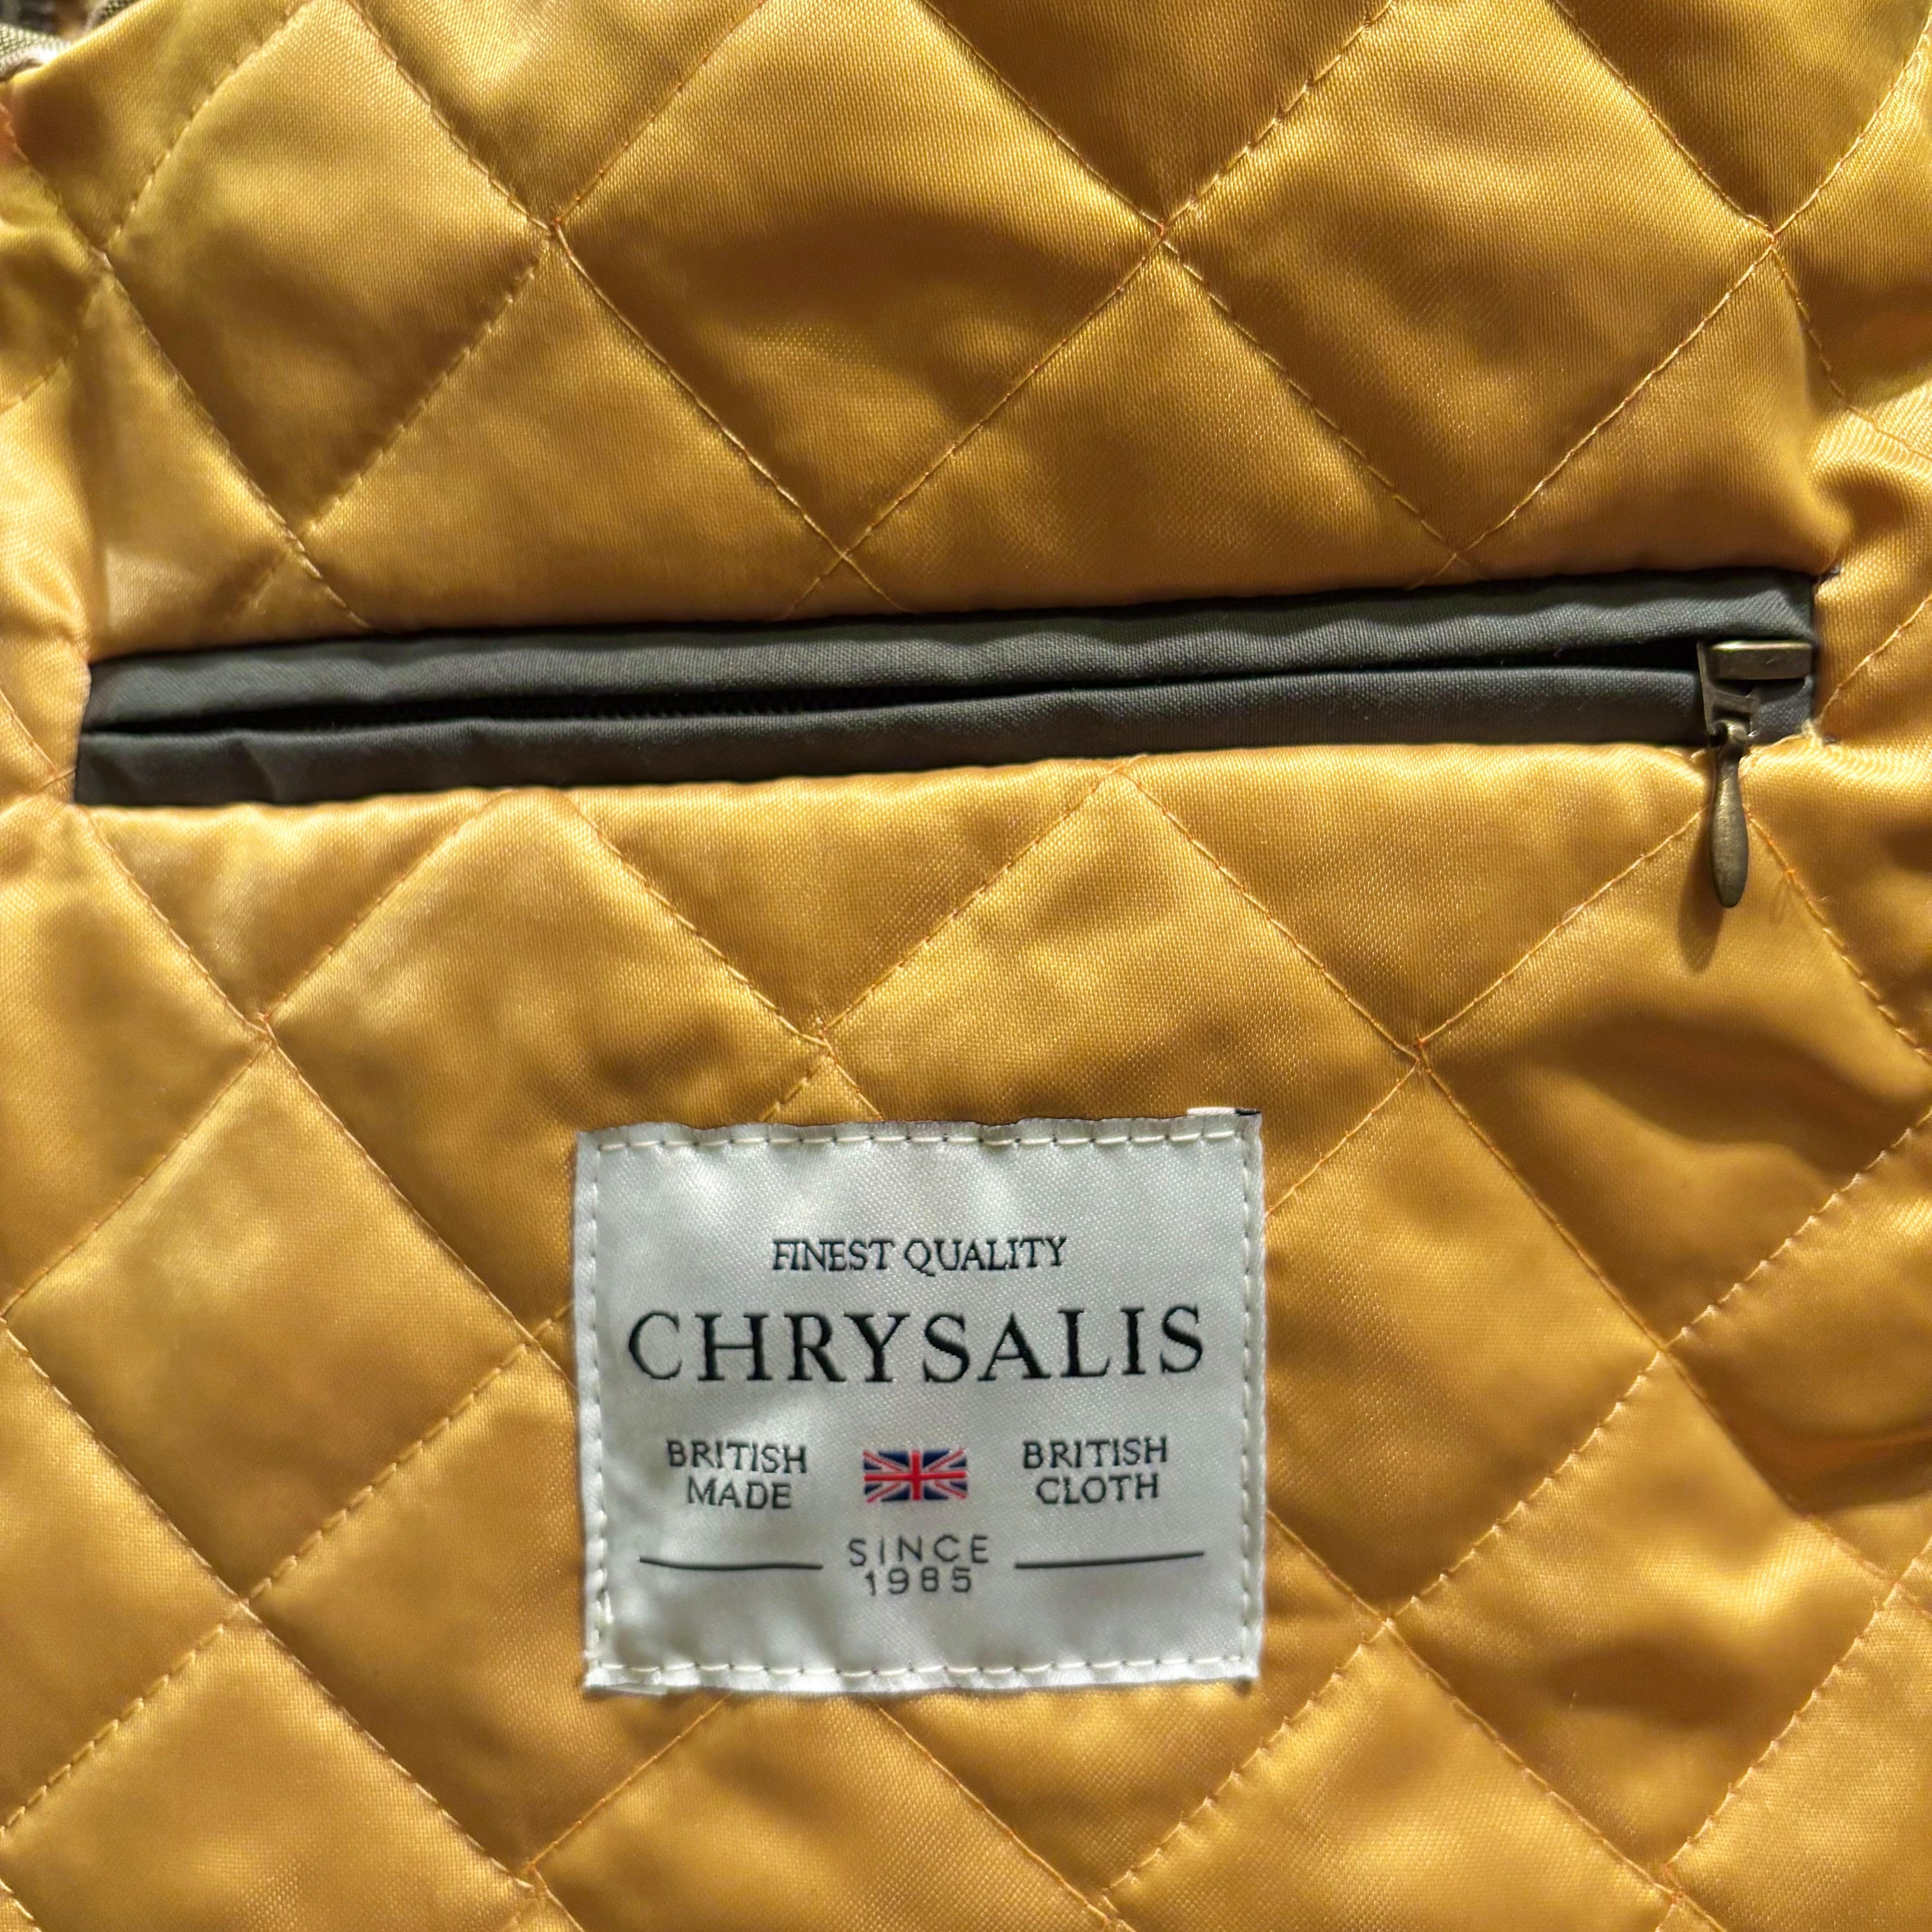 FINEST QUALITY
CHRYSALIS
BRITISH
MADE
BRITISH
CLOTH
SINCE
1985